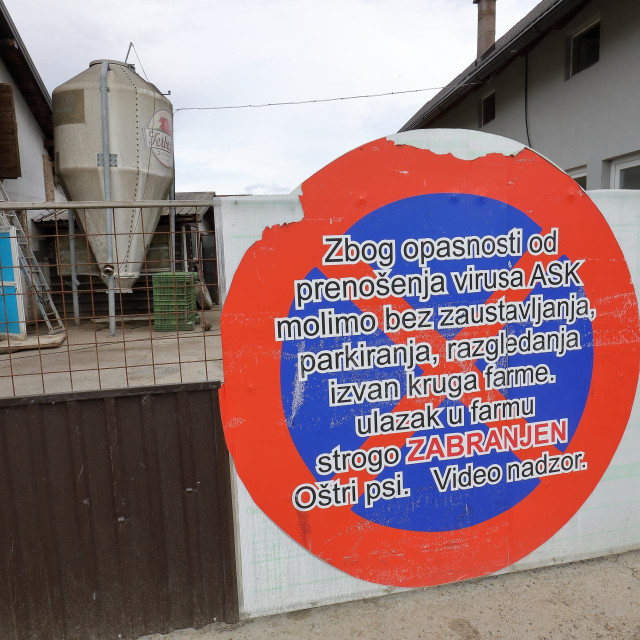 Zbog opasnosti od
prenošenja virusa ASK
molimo bez zaustavljanja,
parkiranja, razgledanja
izvan kruga farme.
ulazak u farmu
strogo ZABRANJEN
Oštri psi. Video nadzor.